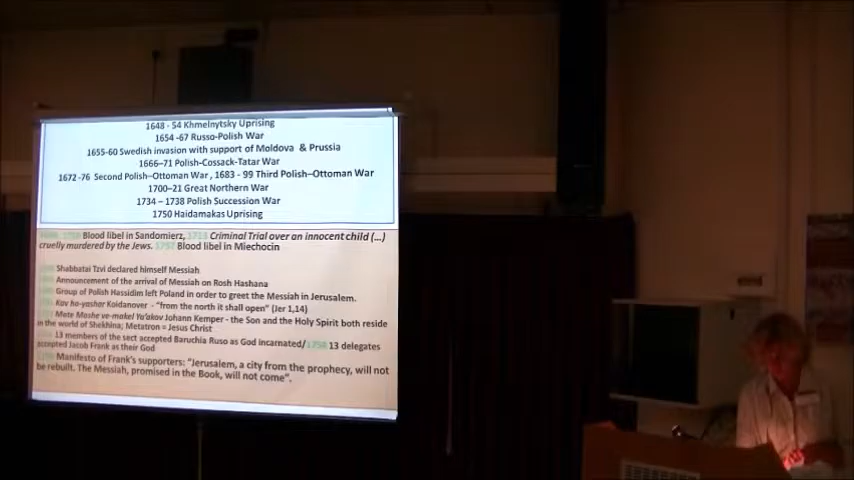 1648 - 54 Khmelnytsky Uprising
1654 -67 Russo-Polish War
1655-60 Swedish invasion with support of Moldova & Prussia
1666–71 Polish-Cossack-Tatar War
1672-76 Second Polish–Ottoman War , 1683 - 99 Third Polish–Ottoman War
1700–21 Great Northern War
1734 – 1738 Polish Succession War
1750 Haidamakas Uprising
Blood libel in Sandomierz, Criminal Trial over an innocent child (...)
cruelly murdered by the Jews. Blood libel in Miechocin
Shabbatai Tzvi declared himself Messiah
Announcement of the arrival of Messiah on Rosh Hashana
Group of Polish Hassidim left Poland in order to greet the Messiah in Jerusalem.
Kav ha-yashar Koidanover - "from the north it shall open" (Jer 1,14)
Mate Moshe ve-makel Ya'akov Johann Kemper - the Son and the Holy Spirit both reside
in the world of Shekhina; Metatron = Jesus Christ
13 members of the sect accepted Baruchia Ruso as God incarnated/ 13 delegates
accepted Jacob Frank as their God
Manifesto of Frank's supporters: "Jerusalem, a city from the prophecy, will not
be rebuilt. The Messiah, promised in the Book, will not come".